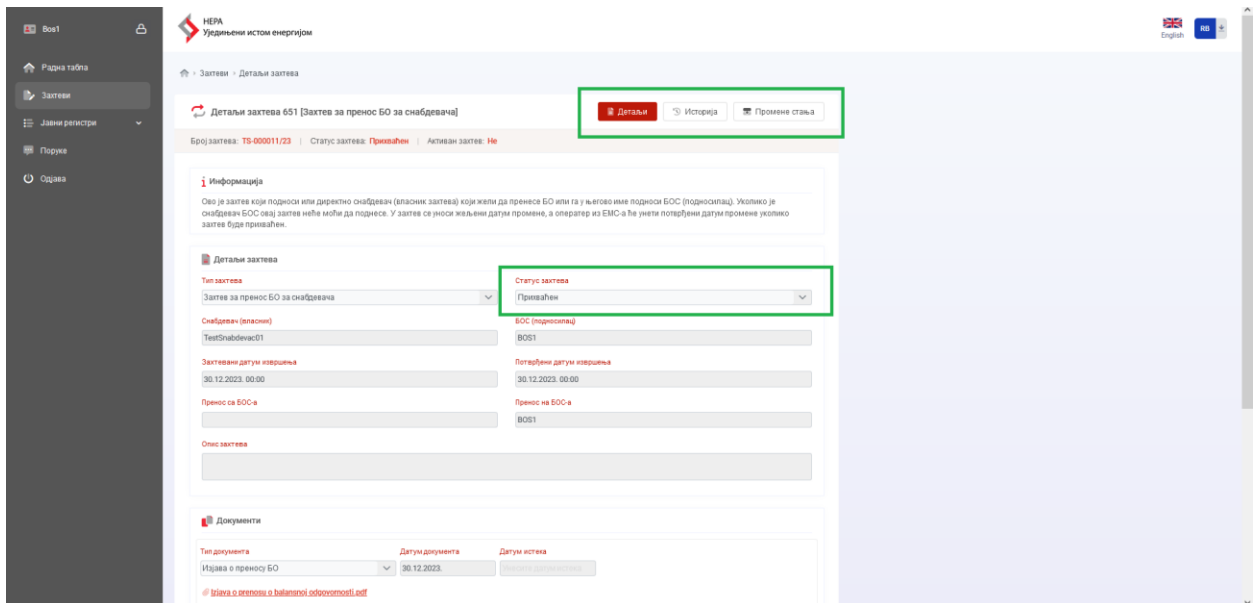 Bos1
НЕРА
Уједињени истом енергијом
English
RB
Радна табла
Захтеви
Јавни регистри
Поруке
Одјава
Захтеви › Детаљи захтева
Детаљи захтева 651 [Захтев за пренос БО за снабдевача]
Детаљи
Историја
Промене стања
Број захтева: TS-000011/23 | Статус захтева: Прихваћен | Активан захтев: Не
Информација
Ово је захтев који подноси или директно снабдевач (власник захтева) који жели да пренесе БО или га у његово име подноси БОС (подносилац). Уколико је
снабдевач БОС овај захтев неће моћи да поднесе. У захтев се уноси жељени датум промене, а оператер из ЕМС-а ће унети потврђени датум промене уколико
захтев буде прихваћен.
Детаљи захтева
Тип захтева
Статус захтева
Захтев за пренос БО за снабдевача
Прихваћен
Снабдевач (власник)
БОС (подносилац)
TestSnabdevac01
BOS1
Захтевани датум извршења
Потврђени датум извршења
30.12.2023. 00:00
30.12.2023. 00:00
Пренос са БОС-а
Пренос на БОС-а
BOS1
Опис захтева
Документи
Тип документа
Датум документа
Датум истека
Изјава о преносу БО
30.12.2023.
Унесите датум истека
Izjava o prenosu o balansnoj odgovornosti.pdf